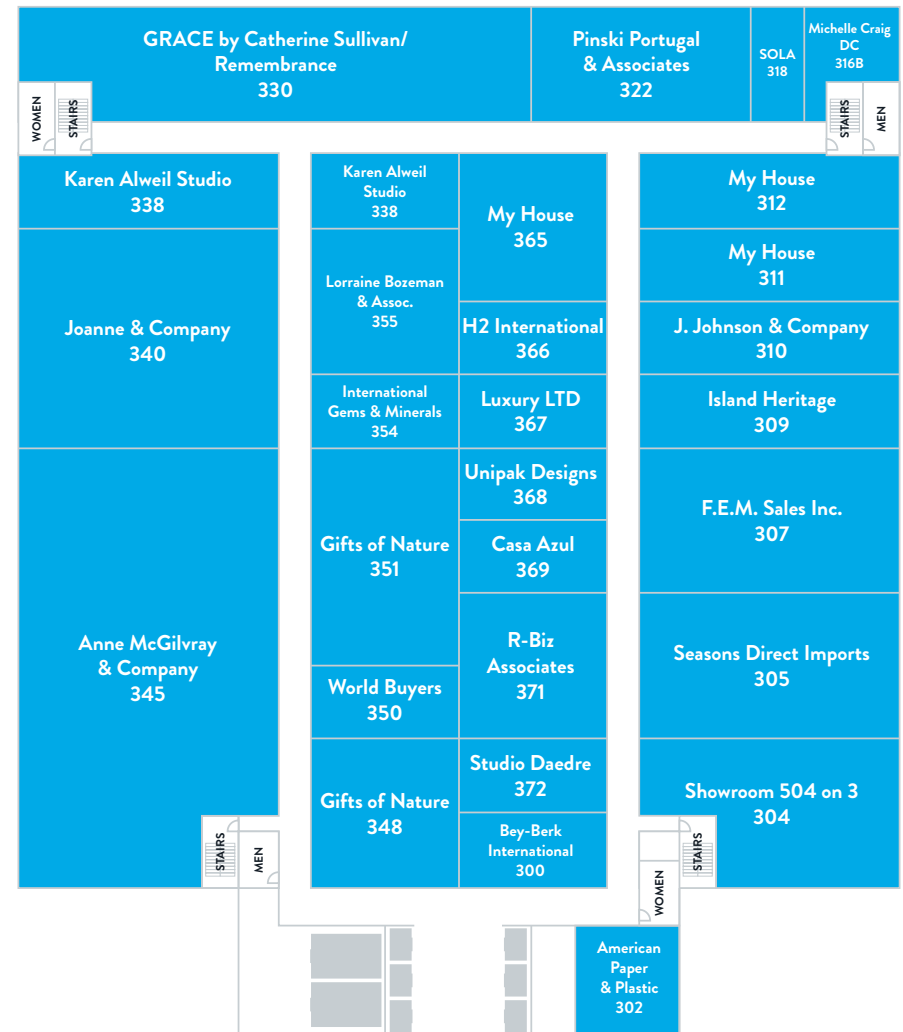 GRACE by Catherine Sullivan/
Remembrance
330
Pinski Portugal
& Associates
322
SOLA
318
Michelle Craig
DC
316B
WOMEN
STAIRS
STAIRS
MEN
Karen Alweil Studio
338
Joanne & Company
340
Anne McGilvray
& Company
345
STAIRS
MEN
Karen Alweil
Studio
338
Lorraine Bozeman
& Assoc.
355
International
Gems & Minerals
354
Gifts of Nature
351
World Buyers
350
Gifts of Nature
348
My House
365
H2 International
366
Luxury LTD
367
Unipak Designs
368
Casa Azul
369
R-Biz
Associates
371
Studio Daedre
372
Bey-Berk
International
300
My House
312
My House
311
J. Johnson & Company
310
Island Heritage
309
F.E.M. Sales Inc.
307
Seasons Direct Imports
305
Showroom 504 on 3
304
STAIRS
WOMEN
American
Paper
& Plastic
302